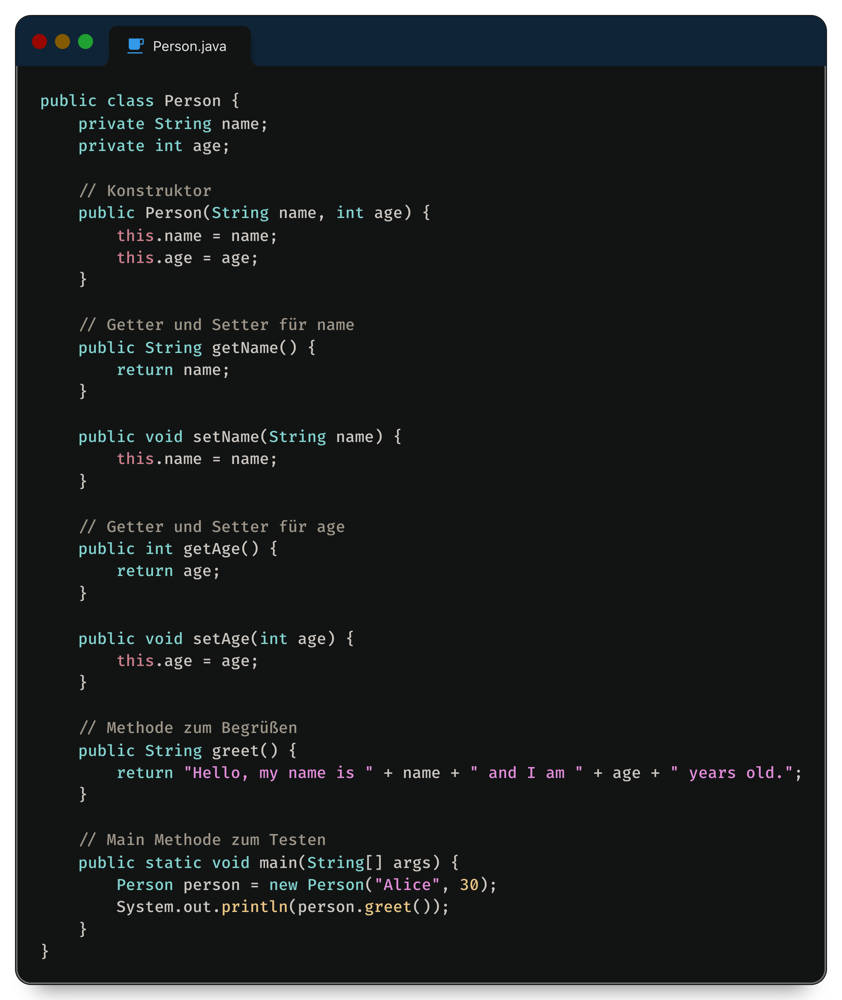 Person.java
public class Person {
    private String name;
    private int age;

    // Konstruktor
    public Person(String name, int age) {
        this.name = name;
        this.age = age;
    }

    // Getter und Setter für name
    public String getName() {
        return name;
    }

    public void setName(String name) {
        this.name = name;
    }

    // Getter und Setter für age
    public int getAge() {
        return age;
    }

    public void setAge(int age) {
        this.age = age;
    }

    // Methode zum Begrüßen
    public String greet() {
        return "Hello, my name is " + name + " and I am " + age + " years old.";
    }

    // Main Methode zum Testen
    public static void main(String[] args) {
        Person person = new Person("Alice", 30);
        System.out.println(person.greet());
    }
}